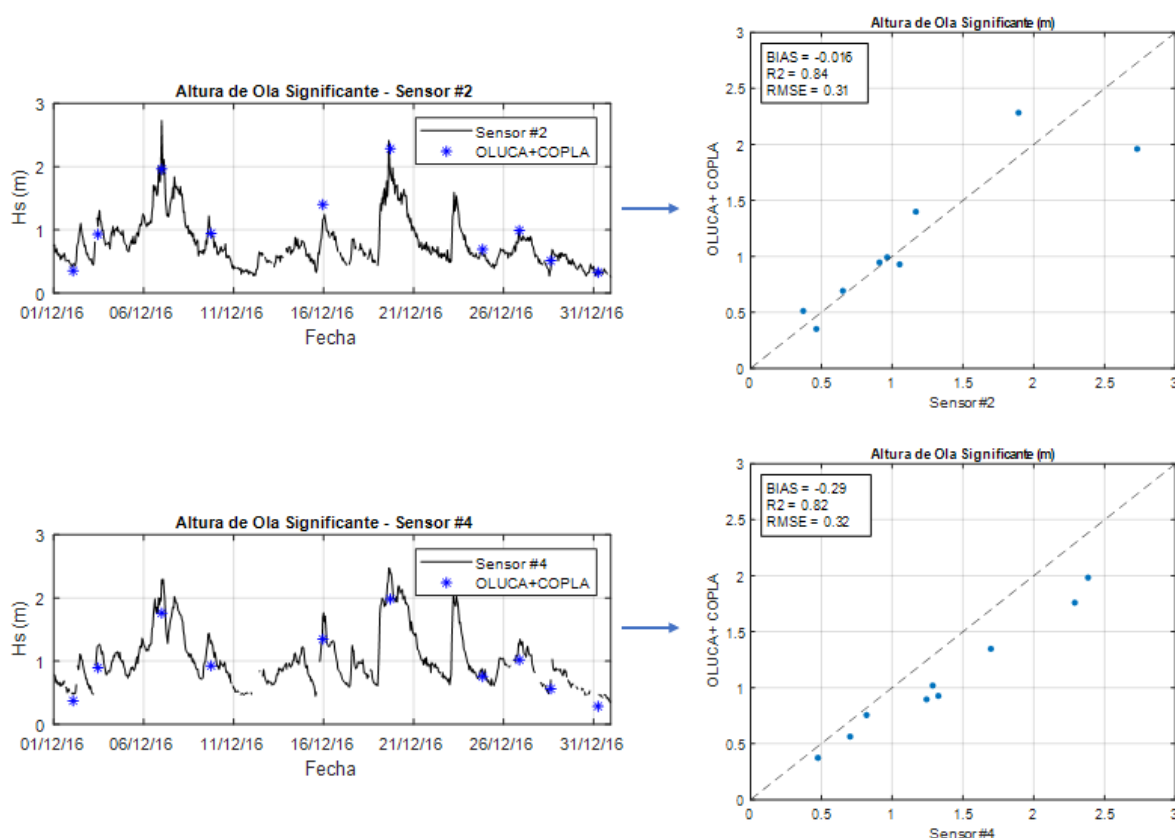 Altura de Ola Significante - Sensor #2
3
2
1
0
Hs (m)
Sensor #2
OLUCA+COPLA
01/12/16 06/12/16 11/12/16 16/12/16 21/12/16 26/12/16 31/12/16
Fecha
Altura de Ola Significante (m)
BIAS = -0.016
R2 = 0.84
RMSE = 0.31
3
2.5
2
1.5
1
0.5
0
OLUCA+ COPLA
0 0.5 1 1.5 2 2.5 3
Sensor #2
Altura de Ola Significante - Sensor #4
3
2
1
0
Hs (m)
Sensor #4
OLUCA+COPLA
01/12/16 06/12/16 11/12/16 16/12/16 21/12/16 26/12/16 31/12/16
Fecha
Altura de Ola Significante (m)
BIAS = -0.29
R2 = 0.82
RMSE = 0.32
3
2.5
2
1.5
1
0.5
0
OLUCA+ COPLA
0 0.5 1 1.5 2 2.5 3
Sensor #4